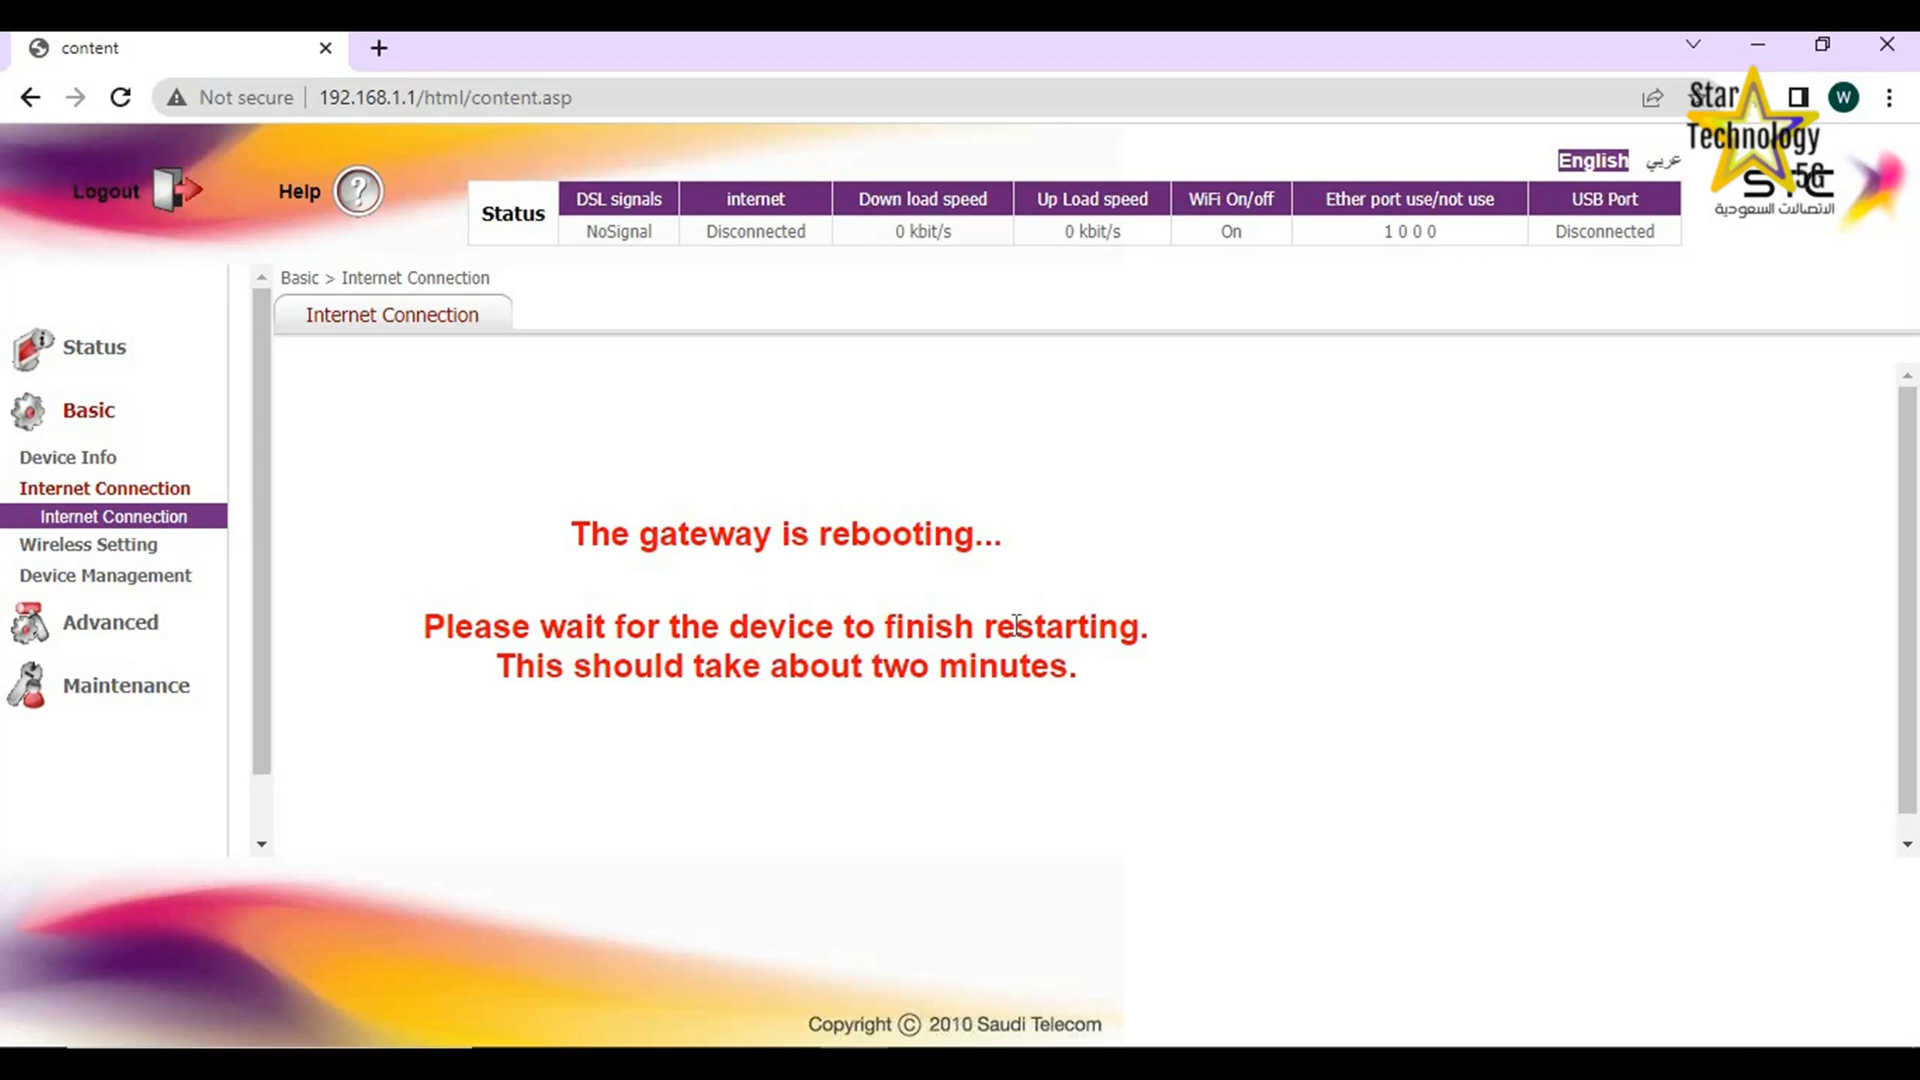 content
Not secure
192.168.1.1/html/content.asp
W
Star
Technology
5G
English
عربي
stc
الاتصالات السعودية
Logout
Help
Status
DSL signals
internet
Down load speed
Up Load speed
WiFi On/off
Ether port use/not use
USB Port
NoSignal
Disconnected
0 kbit/s
0 kbit/s
On
1 0 0 0
Disconnected
Basic > Internet Connection
Internet Connection
Status
Basic
Device Info
Internet Connection
Internet Connection
Wireless Setting
Device Management
Advanced
Maintenance
The gateway is rebooting...
Please wait for the device to finish restarting.
This should take about two minutes.
Copyright © 2010 Saudi Telecom